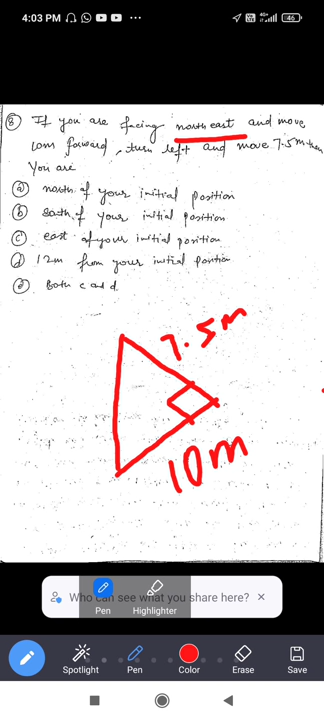 4:03 PM
46
8 If you are facing north east and move
10m forward, turn left and move 7.5m then
You are
a north of your initial position
b south of your initial position
c east of your initial position
d 12m from your initial position
e Both c and d
7.5m
10m
Who can see what you share here? ×
Pen Highlighter
Spotlight Pen Color Erase Save